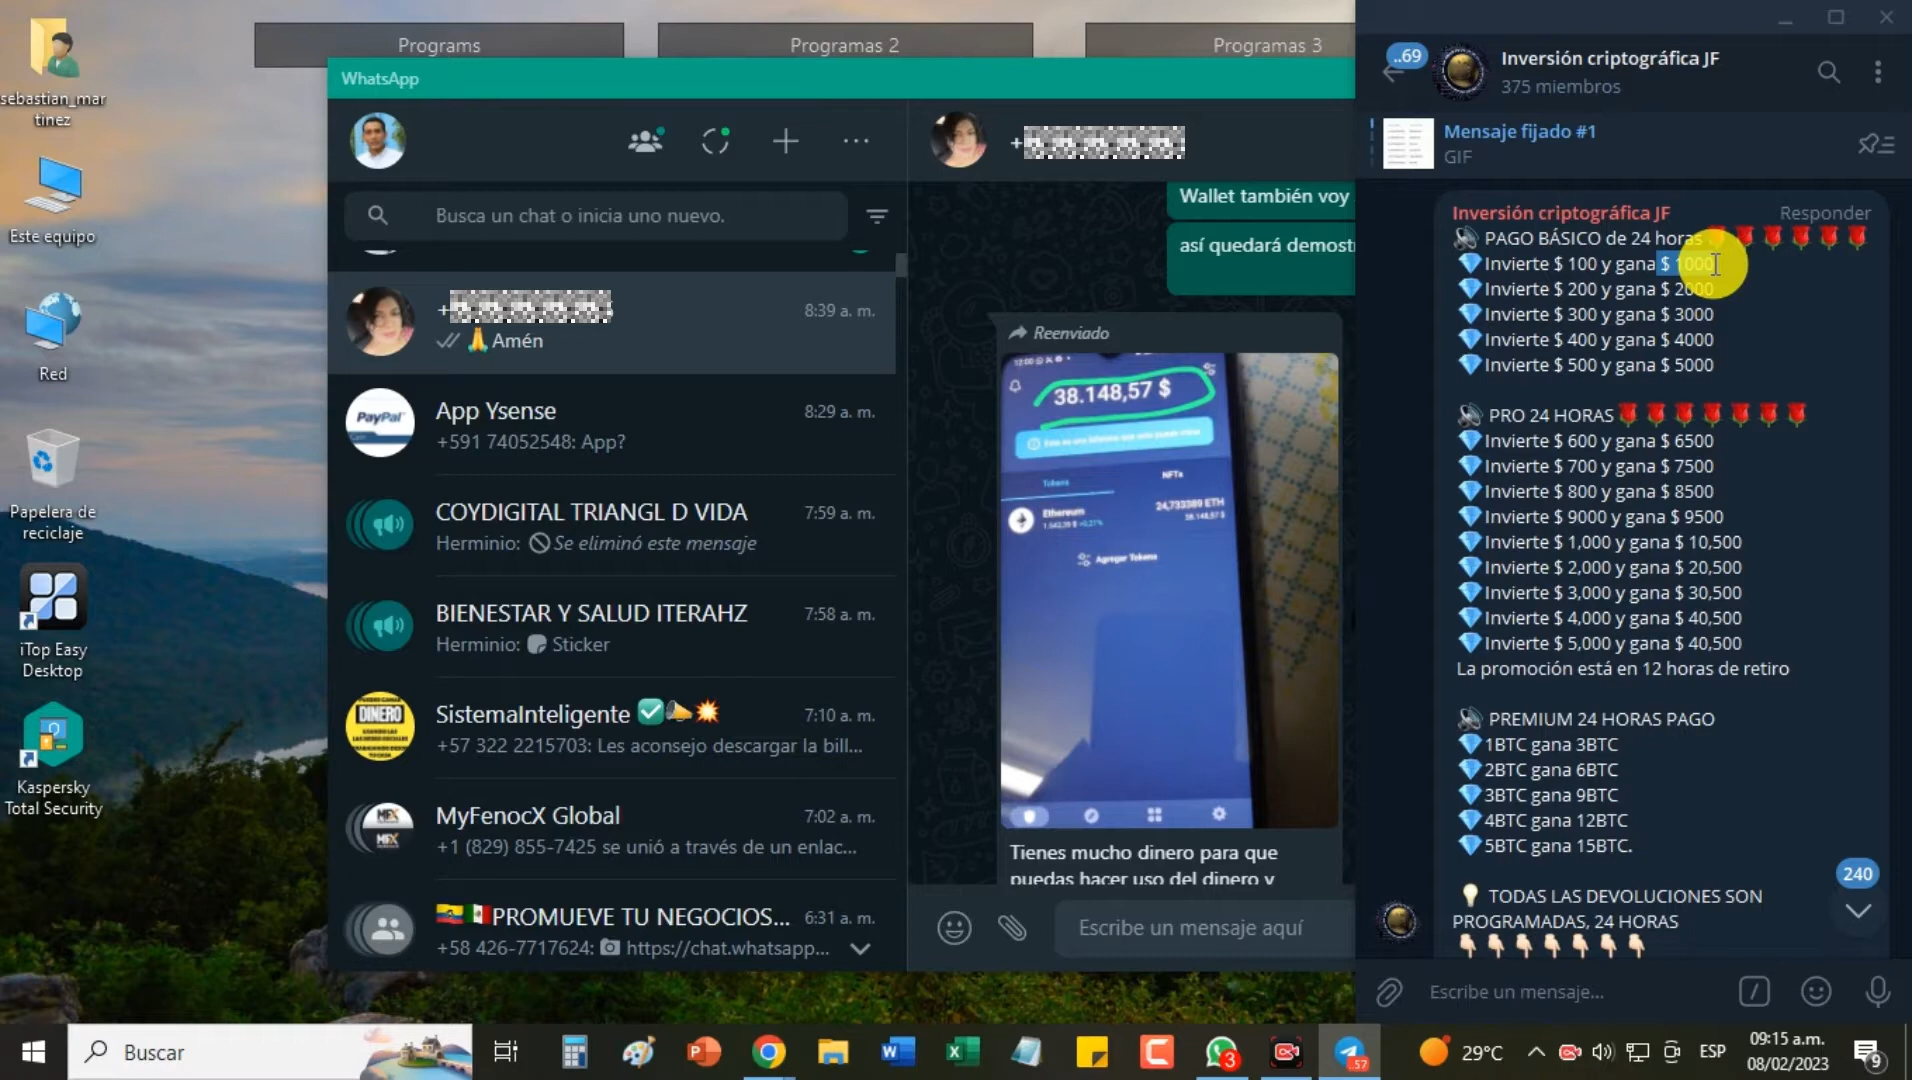 sebastian_mar
tinez
Este equipo
Red
Papelera de
reciclaje
iTop Easy
Desktop
Kaspersky
Total Security
Programs
Programas 2
Programas 3
WhatsApp
Busca un chat o inicia uno nuevo.
+
8:39 a. m.
🙏 Amén
PayPal
App Ysense
8:29 a. m.
+591 74052548: App?
COYDIGITAL TRIANGL D VIDA
7:59 a. m.
Herminio: 🚫 Se eliminó este mensaje
BIENESTAR Y SALUD ITERAHZ
7:58 a. m.
Herminio: Sticker
DINERO
SistemaInteligente ✅📣💥
7:10 a. m.
+57 322 2215703: Les aconsejo descargar la bill...
MFX
MFX
MyFenocX Global
7:02 a. m.
+1 (829) 855-7425 se unió a través de un enlac...
🇪🇨🇲🇽PROMUEVE TU NEGOCIOS...
6:31 a. m.
+58 426-7717624: 📷 https://chat.whatsapp...
+
Wallet también voy
así quedará demostr
Reenviado
12:00
38.148,57 $
Tokens
NFTs
Ethereum
24,733389 ETH
38.148,57 $
Agregar Tokens
Tienes mucho dinero para que
puedas hacer uso del dinero y
Escribe un mensaje aquí
..69
Inversión criptográfica JF
375 miembros
Mensaje fijado #1
GIF
Inversión criptográfica JF
Responder
🔊 PAGO BÁSICO de 24 horas 🌹🌹🌹🌹🌹🌹
💎Invierte $ 100 y gana $ 1000
💎Invierte $ 200 y gana $ 2000
💎Invierte $ 300 y gana $ 3000
💎Invierte $ 400 y gana $ 4000
💎Invierte $ 500 y gana $ 5000
🔊 PRO 24 HORAS🌹🌹🌹🌹🌹🌹🌹
💎Invierte $ 600 y gana $ 6500
💎Invierte $ 700 y gana $ 7500
💎Invierte $ 800 y gana $ 8500
💎Invierte $ 9000 y gana $ 9500
💎Invierte $ 1,000 y gana $ 10,500
💎Invierte $ 2,000 y gana $ 20,500
💎Invierte $ 3,000 y gana $ 30,500
💎Invierte $ 4,000 y gana $ 40,500
💎Invierte $ 5,000 y gana $ 40,500
La promoción está en 12 horas de retiro
🔊 PREMIUM 24 HORAS PAGO
💎1BTC gana 3BTC
💎2BTC gana 6BTC
💎3BTC gana 9BTC
💎4BTC gana 12BTC
💎5BTC gana 15BTC.
💡 TODAS LAS DEVOLUCIONES SON
PROGRAMADAS, 24 HORAS
👇🏻👇🏻👇🏻👇🏻👇🏻👇🏻👇🏻
240
Escribe un mensaje...
Buscar
3
57
29°C
ESP
09:15 a.m.
08/02/2023
9